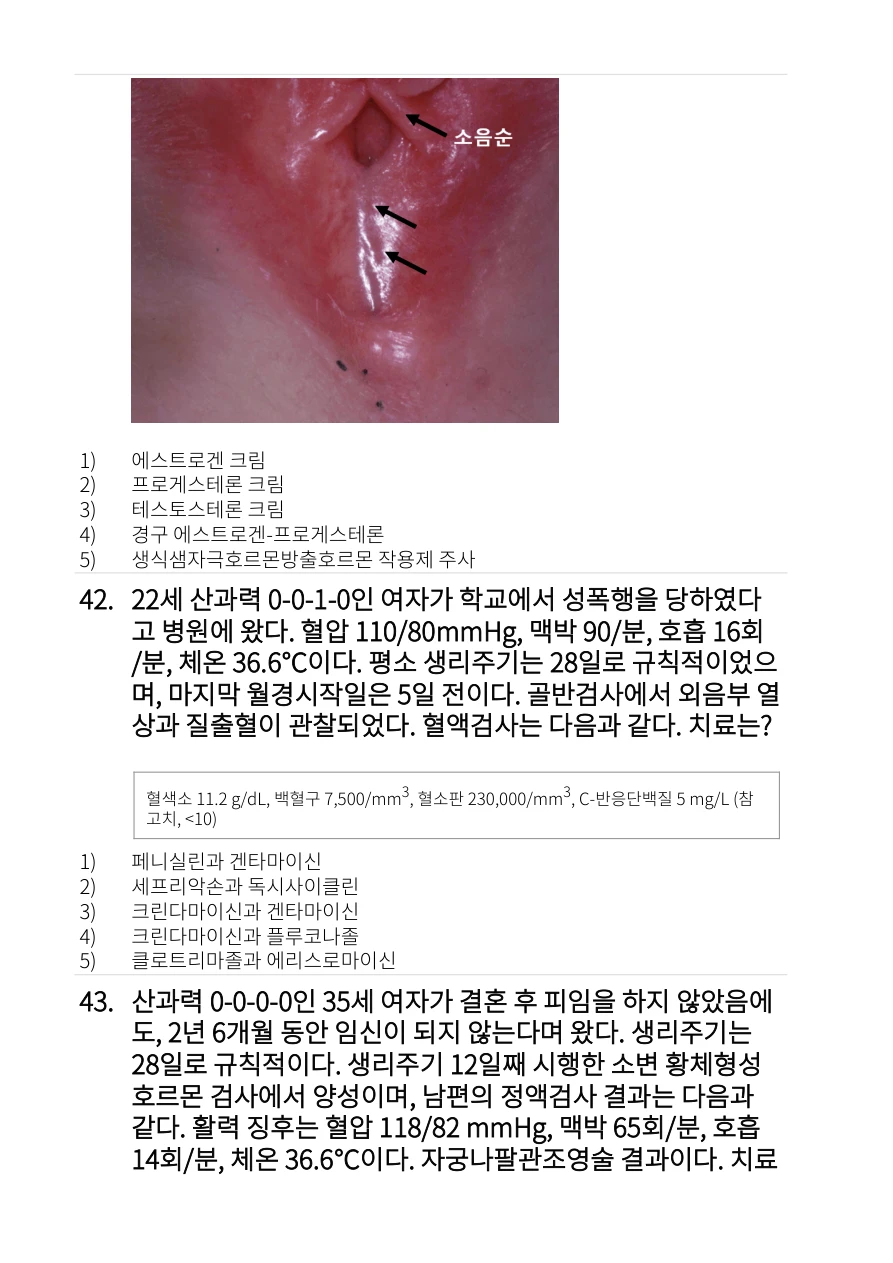 소음순
1) 에스트로겐 크림
2) 프로게스테론 크림
3) 테스토스테론 크림
4) 경구 에스트로겐-프로게스테론
5) 생식샘자극호르몬방출호르몬 작용제 주사
42. 22세 산과력 0-0-1-0인 여자가 학교에서 성폭행을 당하였다
고 병원에 왔다. 혈압 110/80mmHg, 맥박 90/분, 호흡 16회
/분, 체온 36.6°C이다. 평소 생리주기는 28일로 규칙적이었으
며, 마지막 월경시작일은 5일 전이다. 골반검사에서 외음부 열
상과 질출혈이 관찰되었다. 혈액검사는 다음과 같다. 치료는?
혈색소 11.2 g/dL, 백혈구 7,500/mm³, 혈소판 230,000/mm³, C-반응단백질 5 mg/L (참
고치, <10)
1) 페니실린과 겐타마이신
2) 세프리악손과 독시사이클린
3) 크린다마이신과 겐타마이신
4) 크린다마이신과 플루코나졸
5) 클로트리마졸과 에리스로마이신
43. 산과력 0-0-0-0인 35세 여자가 결혼 후 피임을 하지 않았음에
도, 2년 6개월 동안 임신이 되지 않는다며 왔다. 생리주기는
28일로 규칙적이다. 생리주기 12일째 시행한 소변 황체형성
호르몬 검사에서 양성이며, 남편의 정액검사 결과는 다음과
같다. 활력 징후는 혈압 118/82 mmHg, 맥박 65회/분, 호흡
14회/분, 체온 36.6°C이다. 자궁나팔관조영술 결과이다. 치료